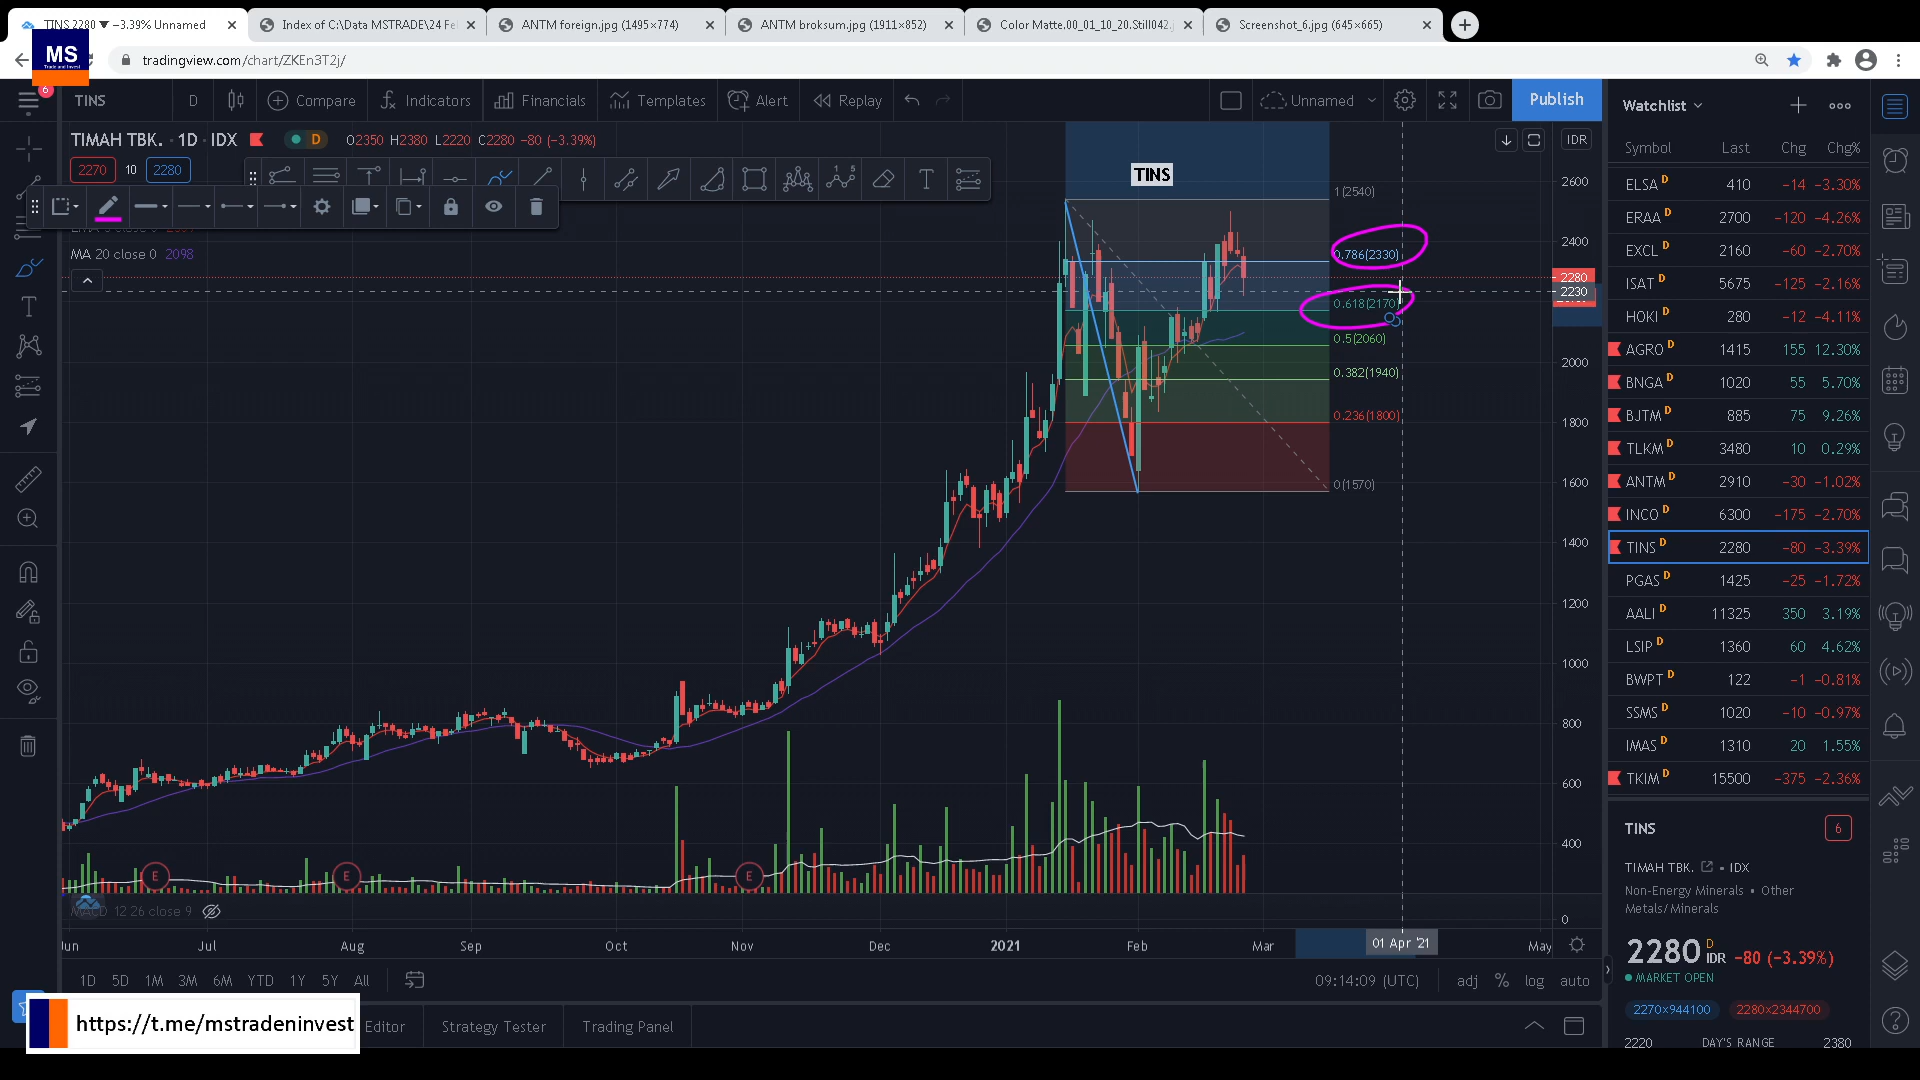 TINS 2280 ▼ −3.39% Unnamed
Index of C:\Data MSTRADE\24 Fe
ANTM foreign.jpg (1495×774)
ANTM broksum.jpg (1911×852)
Color Matte.00_01_10_20.Still042.j
Screenshot_6.jpg (645×665)
MS
Trade and Invest
tradingview.com/chart/ZKEn3T2j/
6
TINS
D
Compare
Indicators
Financials
Templates
Alert
Replay
Unnamed
Publish
Watchlist
TIMAH TBK. · 1D · IDX
D
O2350 H2380 L2220 C2280 −80 (−3.39%)
IDR
2270
10
2280
MA 20 close 0 2098
MACD 12 26 close 9
TINS
1(2540)
0.786(2330)
0.618(2170)
0.5(2060)
0.382(1940)
0.236(1800)
0(1570)
2600
2400
2280
2230
2000
1800
1600
1400
1200
1000
800
600
400
0
E
E
E
Jun
Jul
Aug
Sep
Oct
Nov
Dec
2021
Feb
Mar
01 Apr '21
May
1D
5D
1M
3M
6M
YTD
1Y
5Y
All
09:14:09 (UTC)
adj
%
log
auto
https://t.me/mstradeninvest
Editor
Strategy Tester
Trading Panel
Symbol Last Chg Chg%
ELSA D 410 −14 −3.30%
ERAA D 2700 −120 −4.26%
EXCL D 2160 −60 −2.70%
ISAT D 5675 −125 −2.16%
HOKI D 280 −12 −4.11%
AGRO D 1415 155 12.30%
BNGA D 1020 55 5.70%
BJTM D 885 75 9.26%
TLKM D 3480 10 0.29%
ANTM D 2910 −30 −1.02%
INCO D 6300 −175 −2.70%
TINS D 2280 −80 −3.39%
PGAS D 1425 −25 −1.72%
AALI D 11325 350 3.19%
LSIP D 1360 60 4.62%
BWPT D 122 −1 −0.81%
SSMS D 1020 −10 −0.97%
IMAS D 1310 20 1.55%
TKIM D 15500 −375 −2.36%
TINS
6
TIMAH TBK. • IDX
Non-Energy Minerals • Other
Metals/Minerals
2280 D IDR −80 (−3.39%)
MARKET OPEN
2270×944100
2280×2344700
2220 DAY'S RANGE 2380